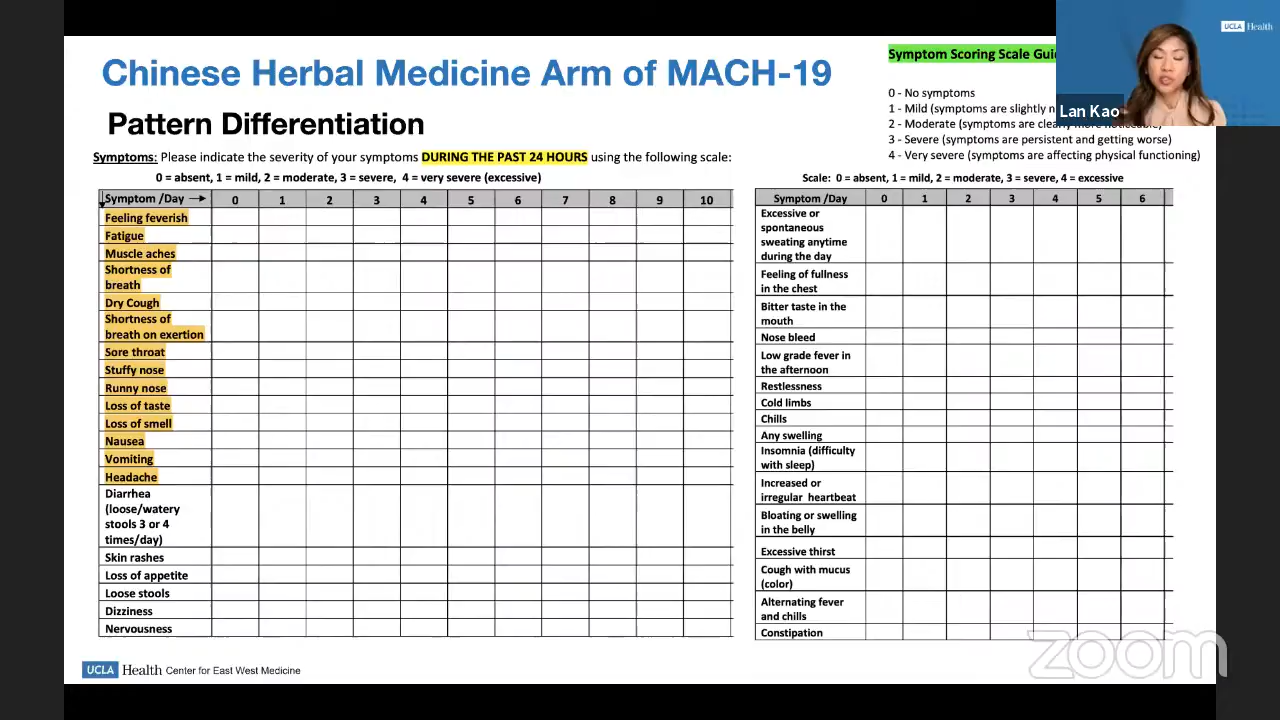 Chinese Herbal Medicine Arm of MACH-19
Pattern Differentiation
Symptoms: Please indicate the severity of your symptoms DURING THE PAST 24 HOURS using the following scale:
0 = absent, 1 = mild, 2 = moderate, 3 = severe, 4 = very severe (excessive)
Symptom /Day 0 1 2 3 4 5 6 7 8 9 10
Feeling feverish
Fatigue
Muscle aches
Shortness of
breath
Dry Cough
Shortness of
breath on exertion
Sore throat
Stuffy nose
Runny nose
Loss of taste
Loss of smell
Nausea
Vomiting
Headache
Diarrhea
(loose/watery
stools 3 or 4
times/day)
Skin rashes
Loss of appetite
Loose stools
Dizziness
Nervousness
Symptom Scoring Scale
0 - No symptoms
1 - Mild (symptoms are slightly
2 - Moderate (symptoms are clearly more noticeable)
3 - Severe (symptoms are persistent and getting worse)
4 - Very severe (symptoms are affecting physical functioning)
Scale: 0 = absent, 1 = mild, 2 = moderate, 3 = severe, 4 = excessive
Symptom /Day 0 1 2 3 4 5 6
Excessive or
spontaneous
sweating anytime
during the day
Feeling of fullness
in the chest
Bitter taste in the
mouth
Nose bleed
Low grade fever in
the afternoon
Restlessness
Cold limbs
Chills
Any swelling
Insomnia (difficulty
with sleep)
Increased or
irregular heartbeat
Bloating or swelling
in the belly
Excessive thirst
Cough with mucus
(color)
Alternating fever
and chills
Constipation
UCLA Health
Lan Kao
UCLA Health Center for East West Medicine
zoom